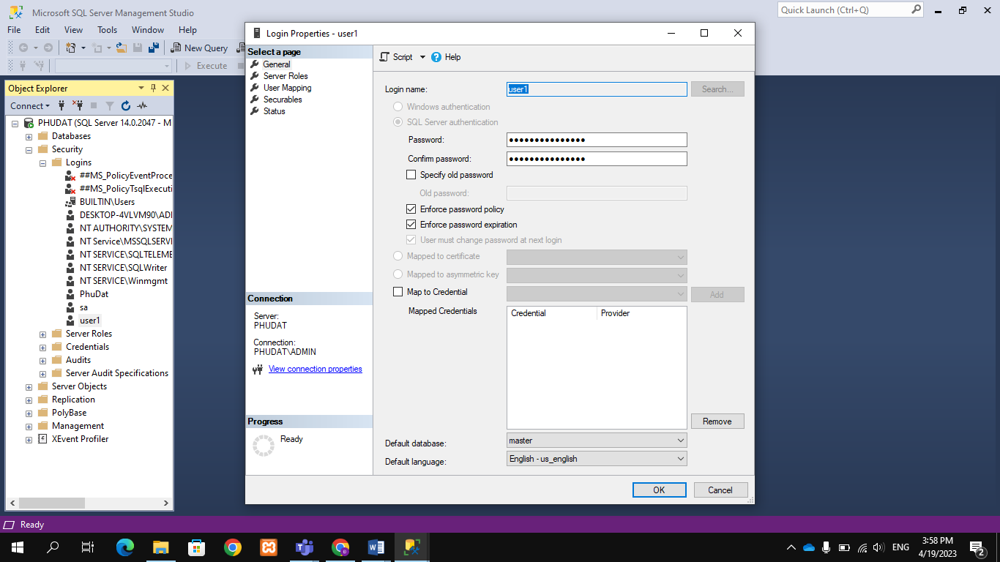 Microsoft SQL Server Management Studio
Quick Launch (Ctrl+Q)
File Edit View Tools Window Help
New Query
Execute
Object Explorer
Connect
PHUDAT (SQL Server 14.0.2047 - M
Databases
Security
Logins
##MS_PolicyEventProce
##MS_PolicyTsqlExecuti
BUILTIN\Users
DESKTOP-4VLVM90\ADI
NT AUTHORITY\SYSTEM
NT Service\MSSQLSERVI
NT SERVICE\SQLTELEME
NT SERVICE\SQLWriter
NT SERVICE\Winmgmt
PhuDat
sa
user1
Server Roles
Credentials
Audits
Server Audit Specifications
Server Objects
Replication
PolyBase
Management
XEvent Profiler
Login Properties - user1
Select a page
General
Server Roles
User Mapping
Securables
Status
Connection
Server:
PHUDAT
Connection:
PHUDAT\ADMIN
View connection properties
Progress
Ready
Script Help
Login name: user1 Search...
Windows authentication
SQL Server authentication
Password: ●●●●●●●●●●●●●●●
Confirm password: ●●●●●●●●●●●●●●●
Specify old password
Old password:
Enforce password policy
Enforce password expiration
User must change password at next login
Mapped to certificate
Mapped to asymmetric key
Map to Credential Add
Mapped Credentials Credential Provider
Remove
Default database: master
Default language: English - us_english
OK Cancel
Ready
ENG
3:58 PM
4/19/2023
2